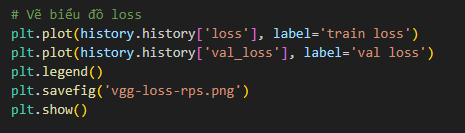 # Vẽ biểu đồ loss
plt.plot(history.history['loss'], label='train loss')
plt.plot(history.history['val_loss'], label='val loss')
plt.legend()
plt.savefig('vgg-loss-rps.png')
plt.show()